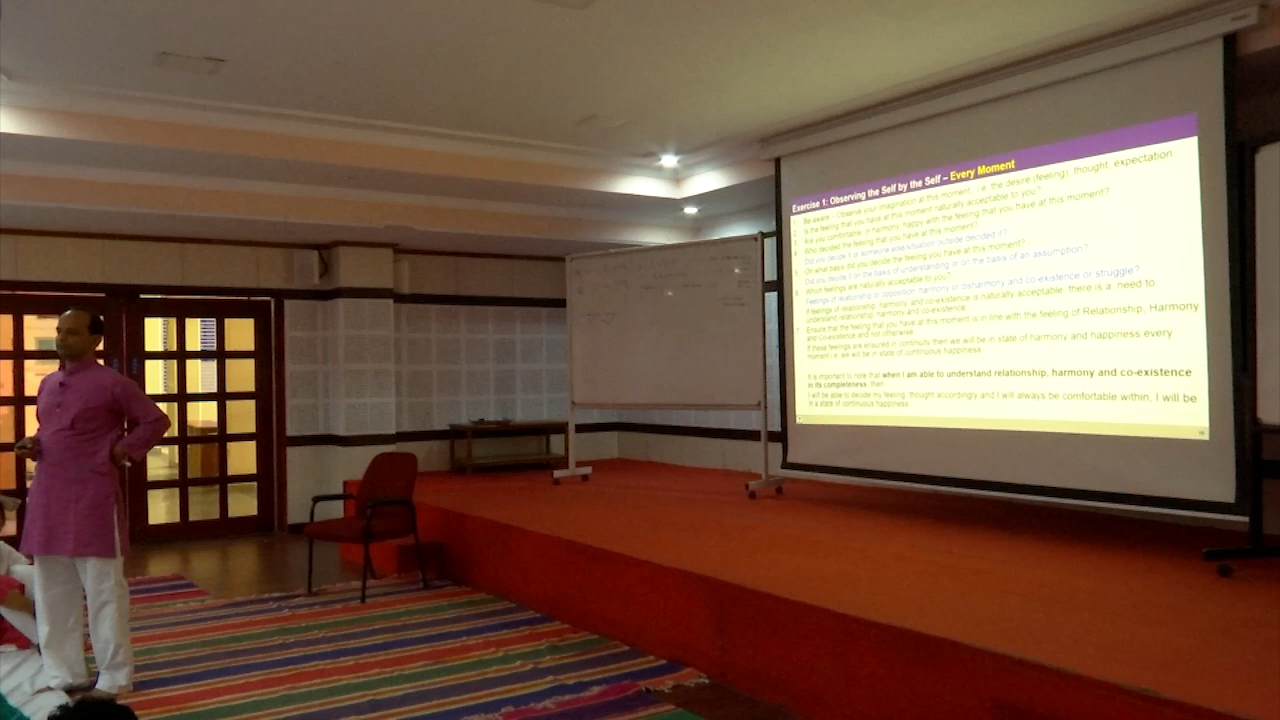 Exercise 1: Observing the Self by the Self – Every Moment
1. Be aware – Observe your imagination at this moment, i.e. the desire (feeling), thought, expectation
2. Is the feeling that you have at this moment naturally acceptable to you?
3. Are you comfortable, in harmony, happy with the feeling that you have at this moment?
4. Who decided the feeling that you have at this moment?
Did you decide it or someone else/situation outside decided it?
5. On what basis did you decide the feeling you have at this moment?
Did you decide it on the basis of understanding or on the basis of an assumption?
6. Which feelings are naturally acceptable to you?
Feelings of relationship or opposition, harmony or disharmony and co-existence or struggle?
If feelings of relationship, harmony and co-existence is naturally acceptable, there is a need to
understand relationship, harmony and co-existence
7. Ensure that the feeling that you have at this moment is in line with the feeling of Relationship, Harmony
and Co-existence and not otherwise
If these feelings are ensured in continuity then we will be in state of harmony and happiness every
moment i.e. we will be in state of continuous happiness
It is important to note that when I am able to understand relationship, harmony and co-existence
in its completeness, then
I will be able to decide my feeling, thought accordingly and I will always be comfortable within, I will be
in a state of continuous happiness